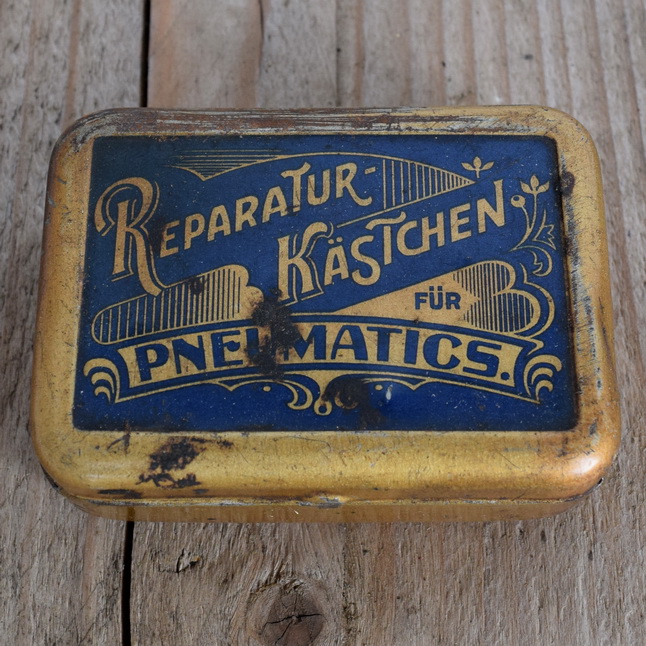 REPARATUR-
KÄSTCHEN
FÜR
PNEUMATICS.